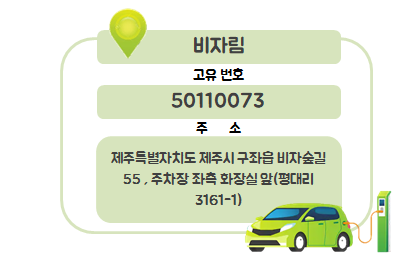 비자림
고유 번호
50110073
주 소
제주특별자치도 제주시 구좌읍 비자숲길
55 , 주차장 좌측 화장실 앞(평대리
3161-1)